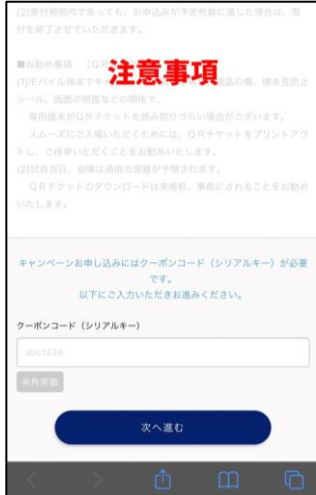 (2)受付期間内であっても、お申込みが予定枚数に達した場合は、受
付を終了させていただきます。
■お勧め事項 (Q
注意事項
(1)モバイル端末でキ 晶の傷、覗き見防止
シール、画面の明度などの関係で、
専用端末がQRチケットを読み取りづらい場合がございます。
スムーズにご入場いただくためには、QRチケットをプリントアウ
トし、ご持参いただくことをお勧めいたします。
(2)試合当日、会場は通信の混雑が予想されます。
QRチケットのダウンロードは来場前、事前にされることをお勧め
いたします。
キャンペーンお申し込みにはクーポンコード(シリアルキー)が必要
です。
以下にご入力いただきお進みください。
クーポンコード(シリアルキー)
abc1234
半角英数
次へ進む